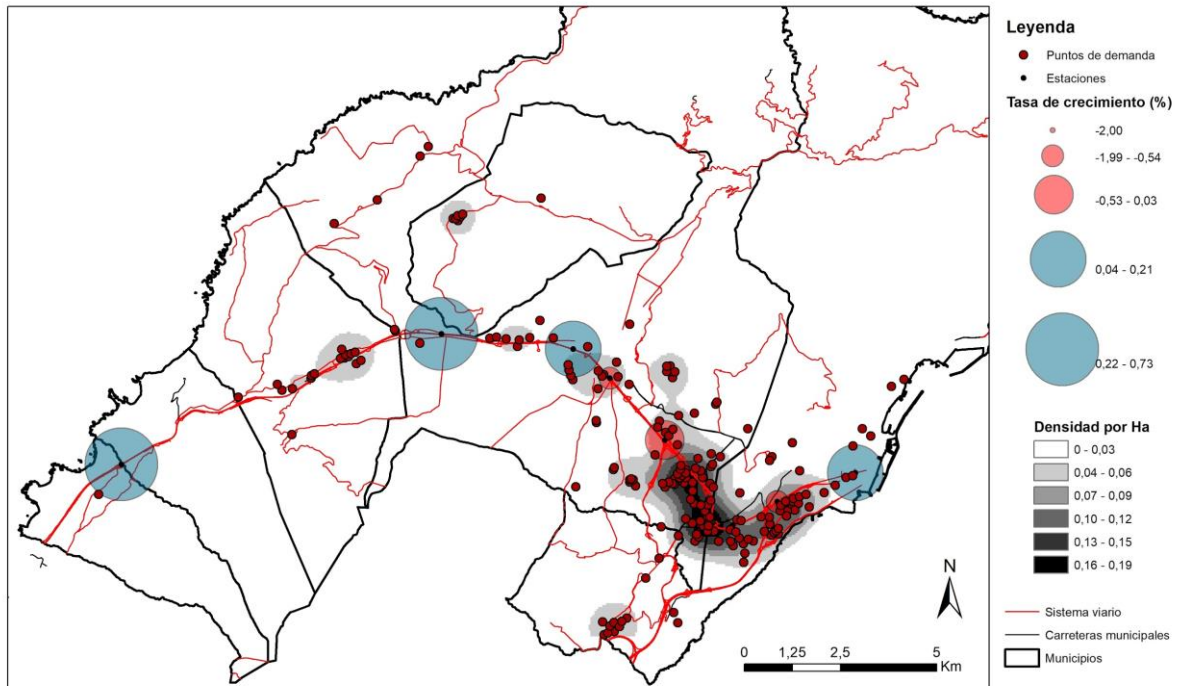 Leyenda
Puntos de demanda
Estaciones
Tasa de crecimiento (%)
-2,00
-1,99 - -0,54
-0,53 - 0,03
0,04 - 0,21
0,22 - 0,73
Densidad por Ha
0 - 0,03
0,04 - 0,06
0,07 - 0,09
0,10 - 0,12
0,13 - 0,15
0,16 - 0,19
N
Sistema viario
Carreteras municipales
Municipios
0 1,25 2,5 5
Km